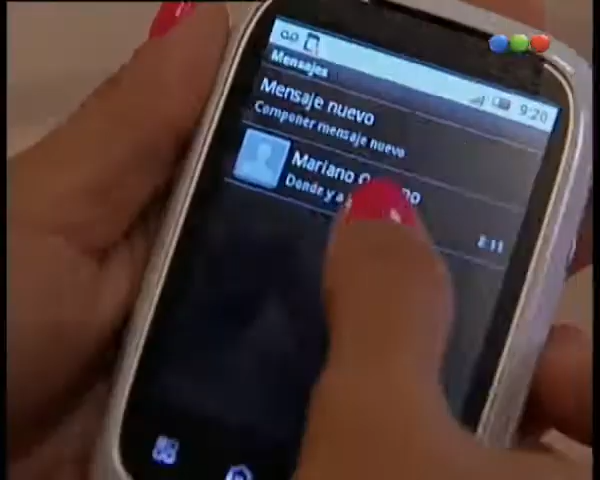 9:20
Mensajes
Mensaje nuevo
Componer mensaje nuevo
Mariano
Donde y a
2:11